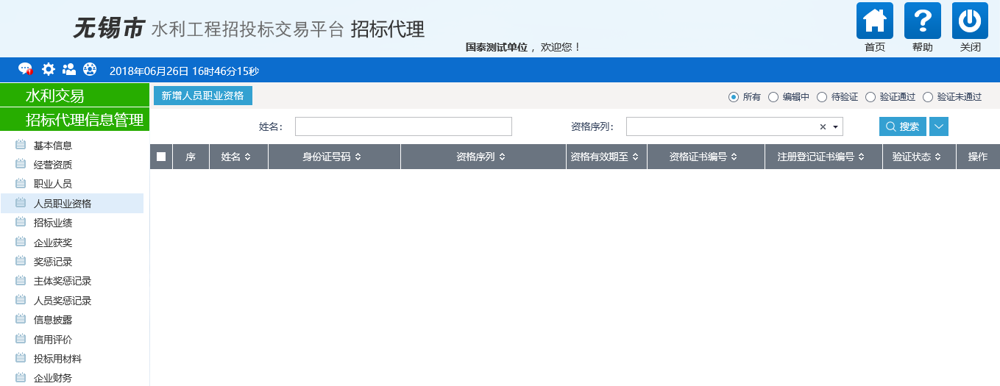 无锡市 水利工程招投标交易平台 招标代理
国泰测试单位，欢迎您！
首页 帮助 关闭
2018年06月26日 16时46分15秒
水利交易
招标代理信息管理
基本信息
经营资质
职业人员
人员职业资格
招标业绩
企业获奖
奖惩记录
主体奖惩记录
人员奖惩记录
信息披露
信用评价
投标用材料
企业财务
新增人员职业资格 所有 编辑中 待验证 验证通过 验证未通过
姓名： 资格序列： 搜索
序 姓名 身份证号码 资格序列 资格有效期至 资格证书编号 注册登记证书编号 验证状态 操作